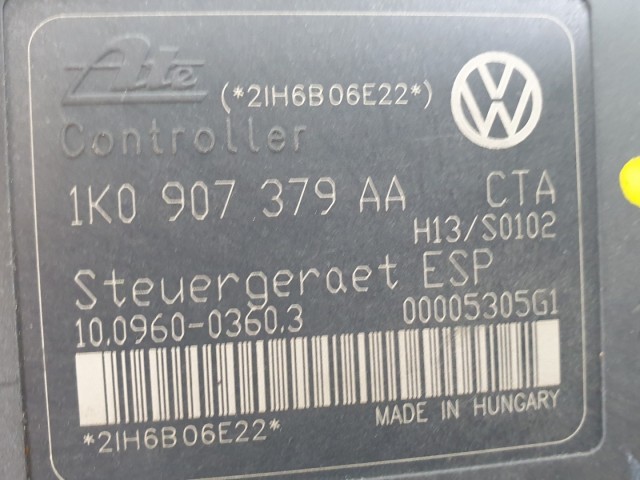 Ate (*2IH6B06E22*)
Controller
1K0 907 379 AA CTA
H13/S0102
Steuergeraet ESP
10.0960-0360.3 00005305G1
MADE IN HUNGARY
*2IH6B06E22*